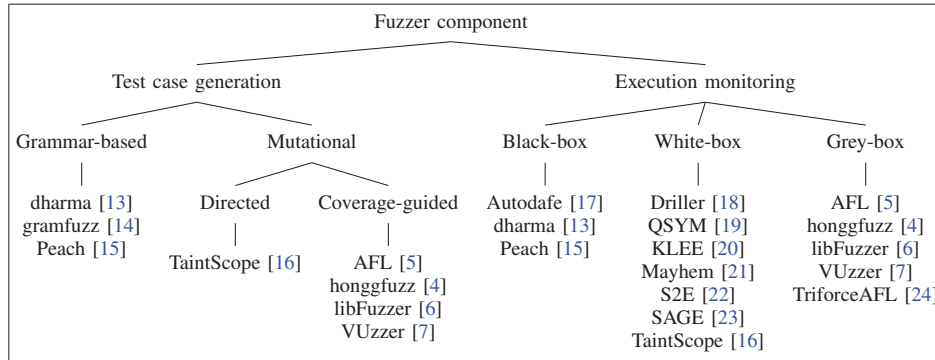 Fuzzer component
Test case generation
Execution monitoring
Grammar-based
Mutational
Black-box
White-box
Grey-box
dharma [13]
gramfuzz [14]
Peach [15]
Directed
Coverage-guided
TaintScope [16]
AFL [5]
honggfuzz [4]
libFuzzer [6]
VUzzer [7]
Autodafe [17]
dharma [13]
Peach [15]
Driller [18]
QSYM [19]
KLEE [20]
Mayhem [21]
S2E [22]
SAGE [23]
TaintScope [16]
AFL [5]
honggfuzz [4]
libFuzzer [6]
VUzzer [7]
TriforceAFL [24]